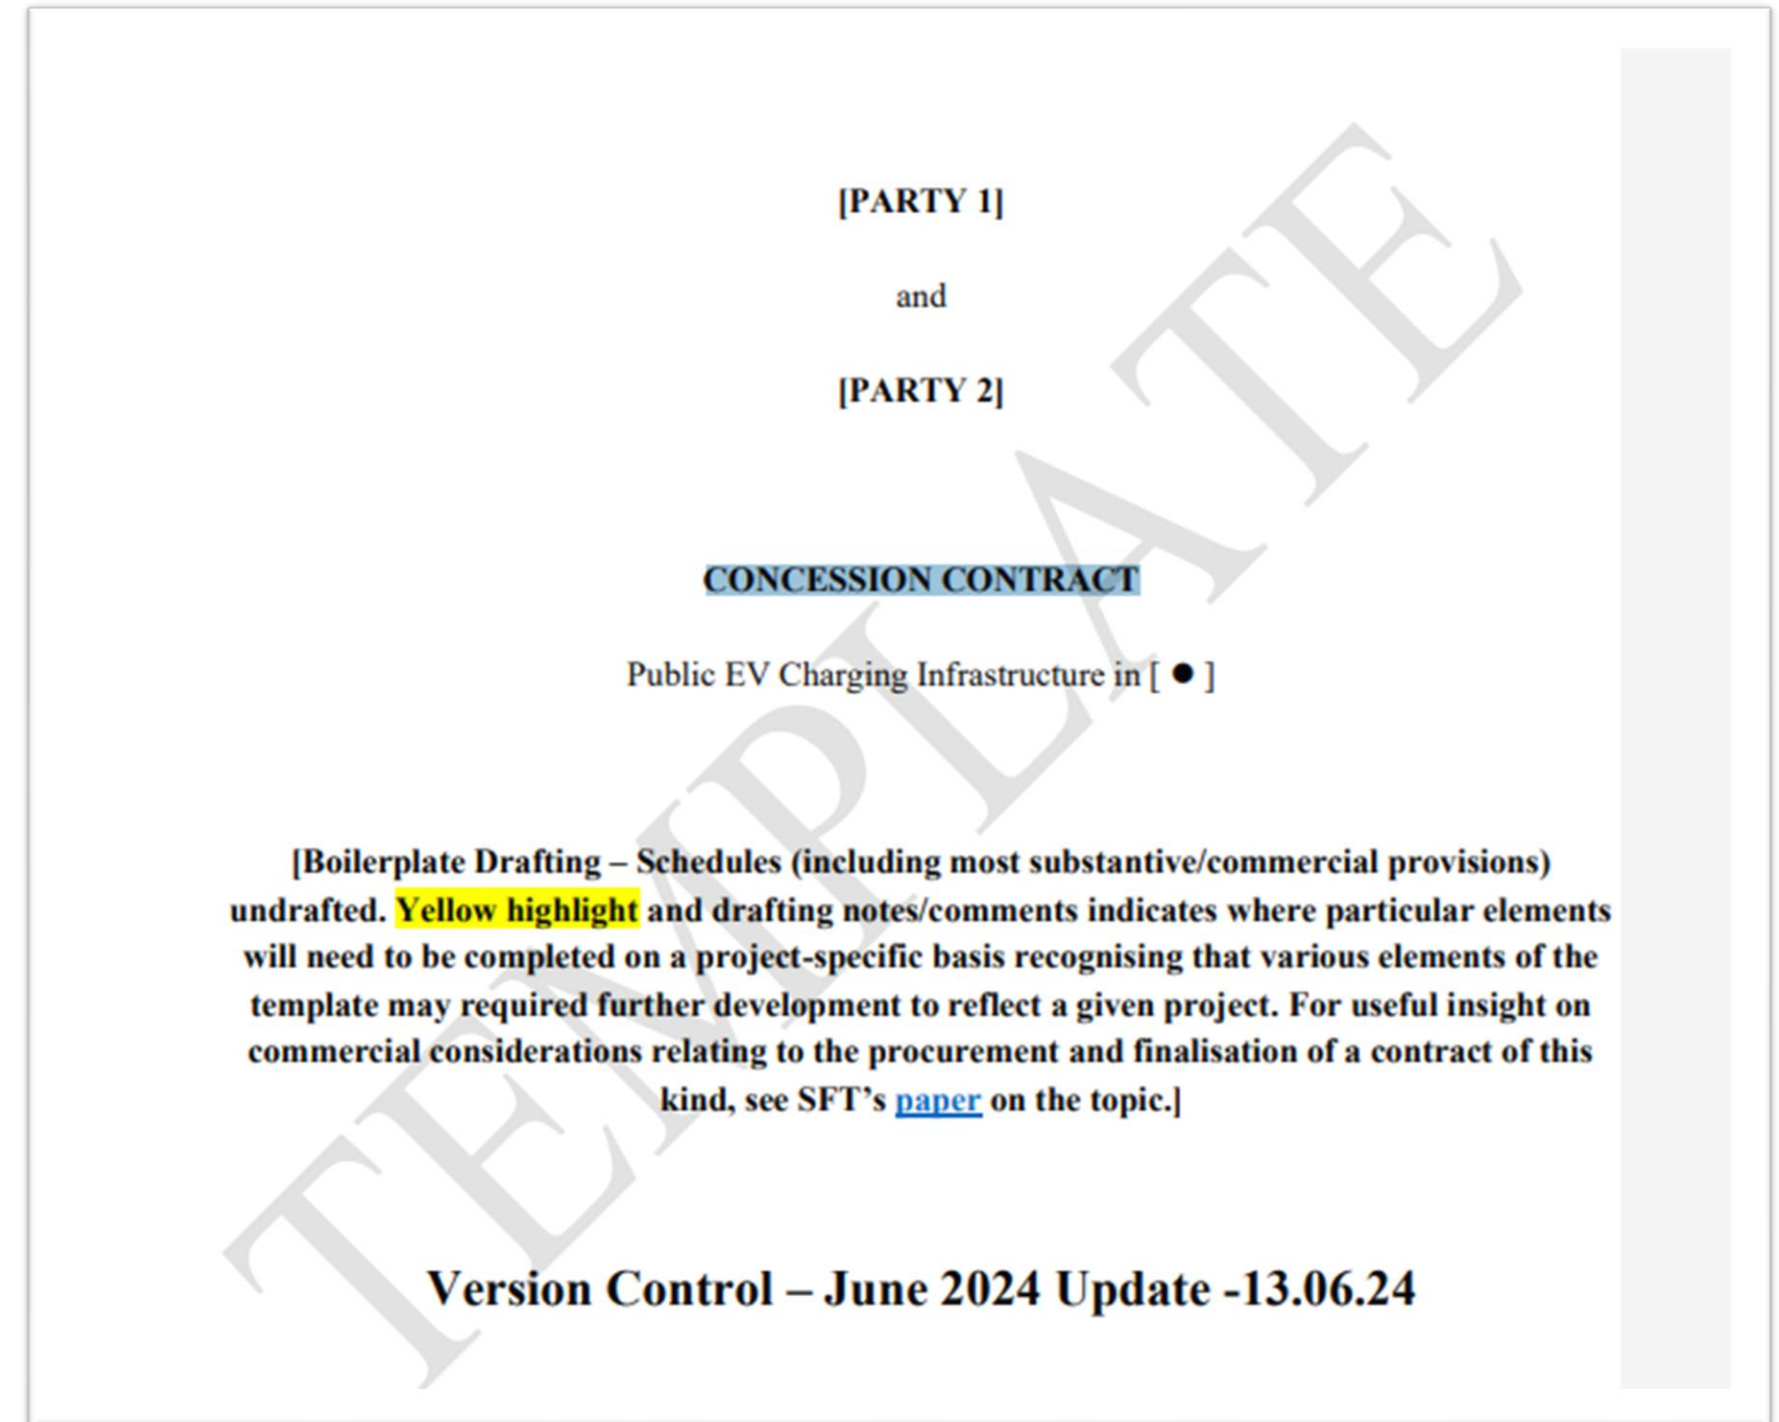 [PARTY 1]
and
[PARTY 2]
CONCESSION CONTRACT
Public EV Charging Infrastructure in [ ● ]
[Boilerplate Drafting – Schedules (including most substantive/commercial provisions)
undrafted. Yellow highlight and drafting notes/comments indicates where particular elements
will need to be completed on a project-specific basis recognising that various elements of the
template may required further development to reflect a given project. For useful insight on
commercial considerations relating to the procurement and finalisation of a contract of this
kind, see SFT’s paper on the topic.]
Version Control – June 2024 Update -13.06.24
TEMPLATE